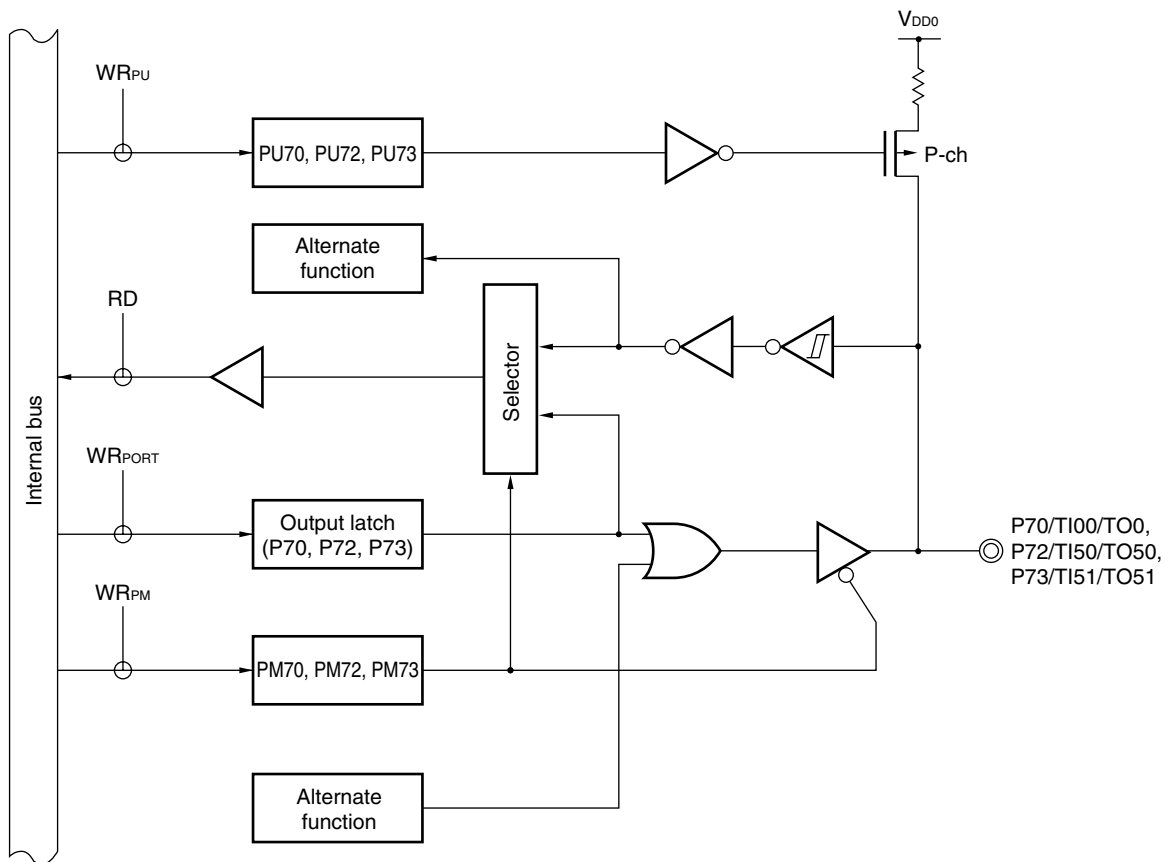 VDD0
WRPU
PU70, PU72, PU73
P-ch
Alternate
function
RD
Selector
Internal bus
WRPORT
Output latch
(P70, P72, P73)
P70/TI00/TO0,
P72/TI50/TO50,
P73/TI51/TO51
WRPM
PM70, PM72, PM73
Alternate
function